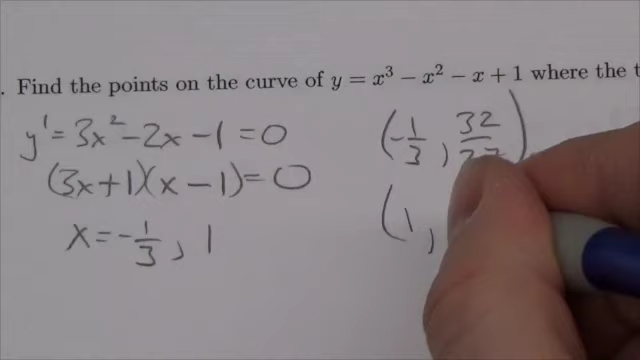 . Find the points on the curve of y = x³ − x² − x + 1 where the t
y' = 3x² − 2x − 1 = 0
(3x + 1)(x − 1) = 0
x = −1/3, 1
(−1/3, 32/27)
(1,